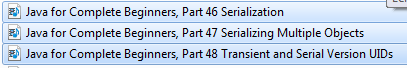 Java for Complete Beginners, Part 46 Serialization
Java for Complete Beginners, Part 47 Serializing Multiple Objects
Java for Complete Beginners, Part 48 Transient and Serial Version UIDs